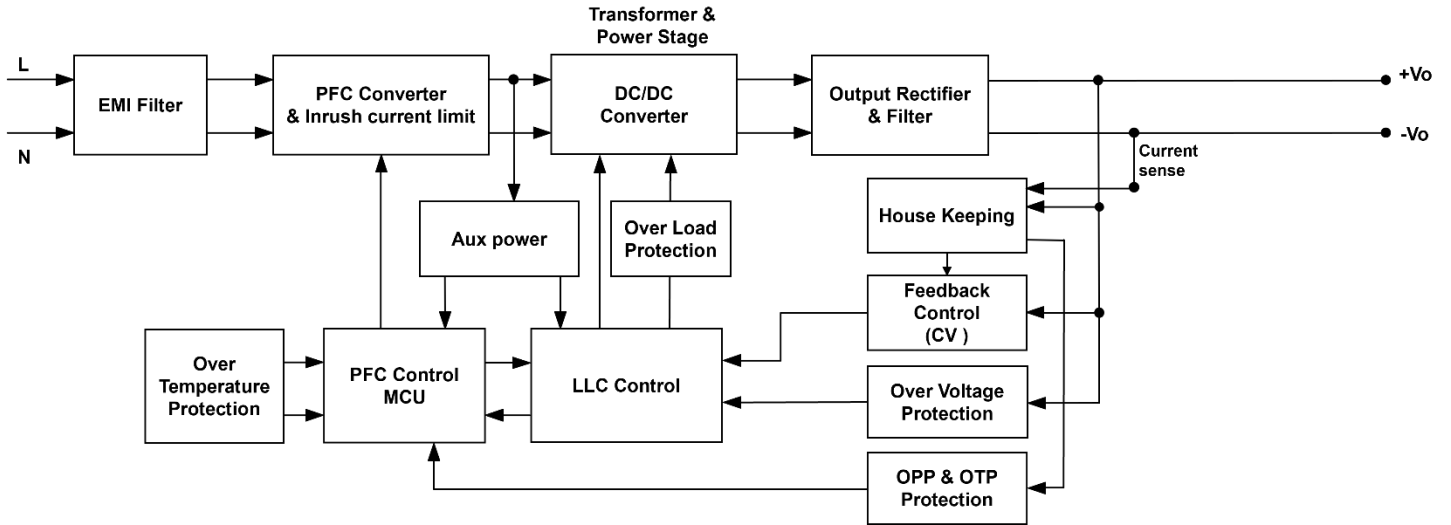 Transformer &
Power Stage
L
N
EMI Filter
PFC Converter
& Inrush current limit
DC/DC
Converter
Output Rectifier
& Filter
+Vo
-Vo
Current
sense
House Keeping
Aux power
Over Load
Protection
Feedback
Control
(CV )
Over
Temperature
Protection
PFC Control
MCU
LLC Control
Over Voltage
Protection
OPP & OTP
Protection